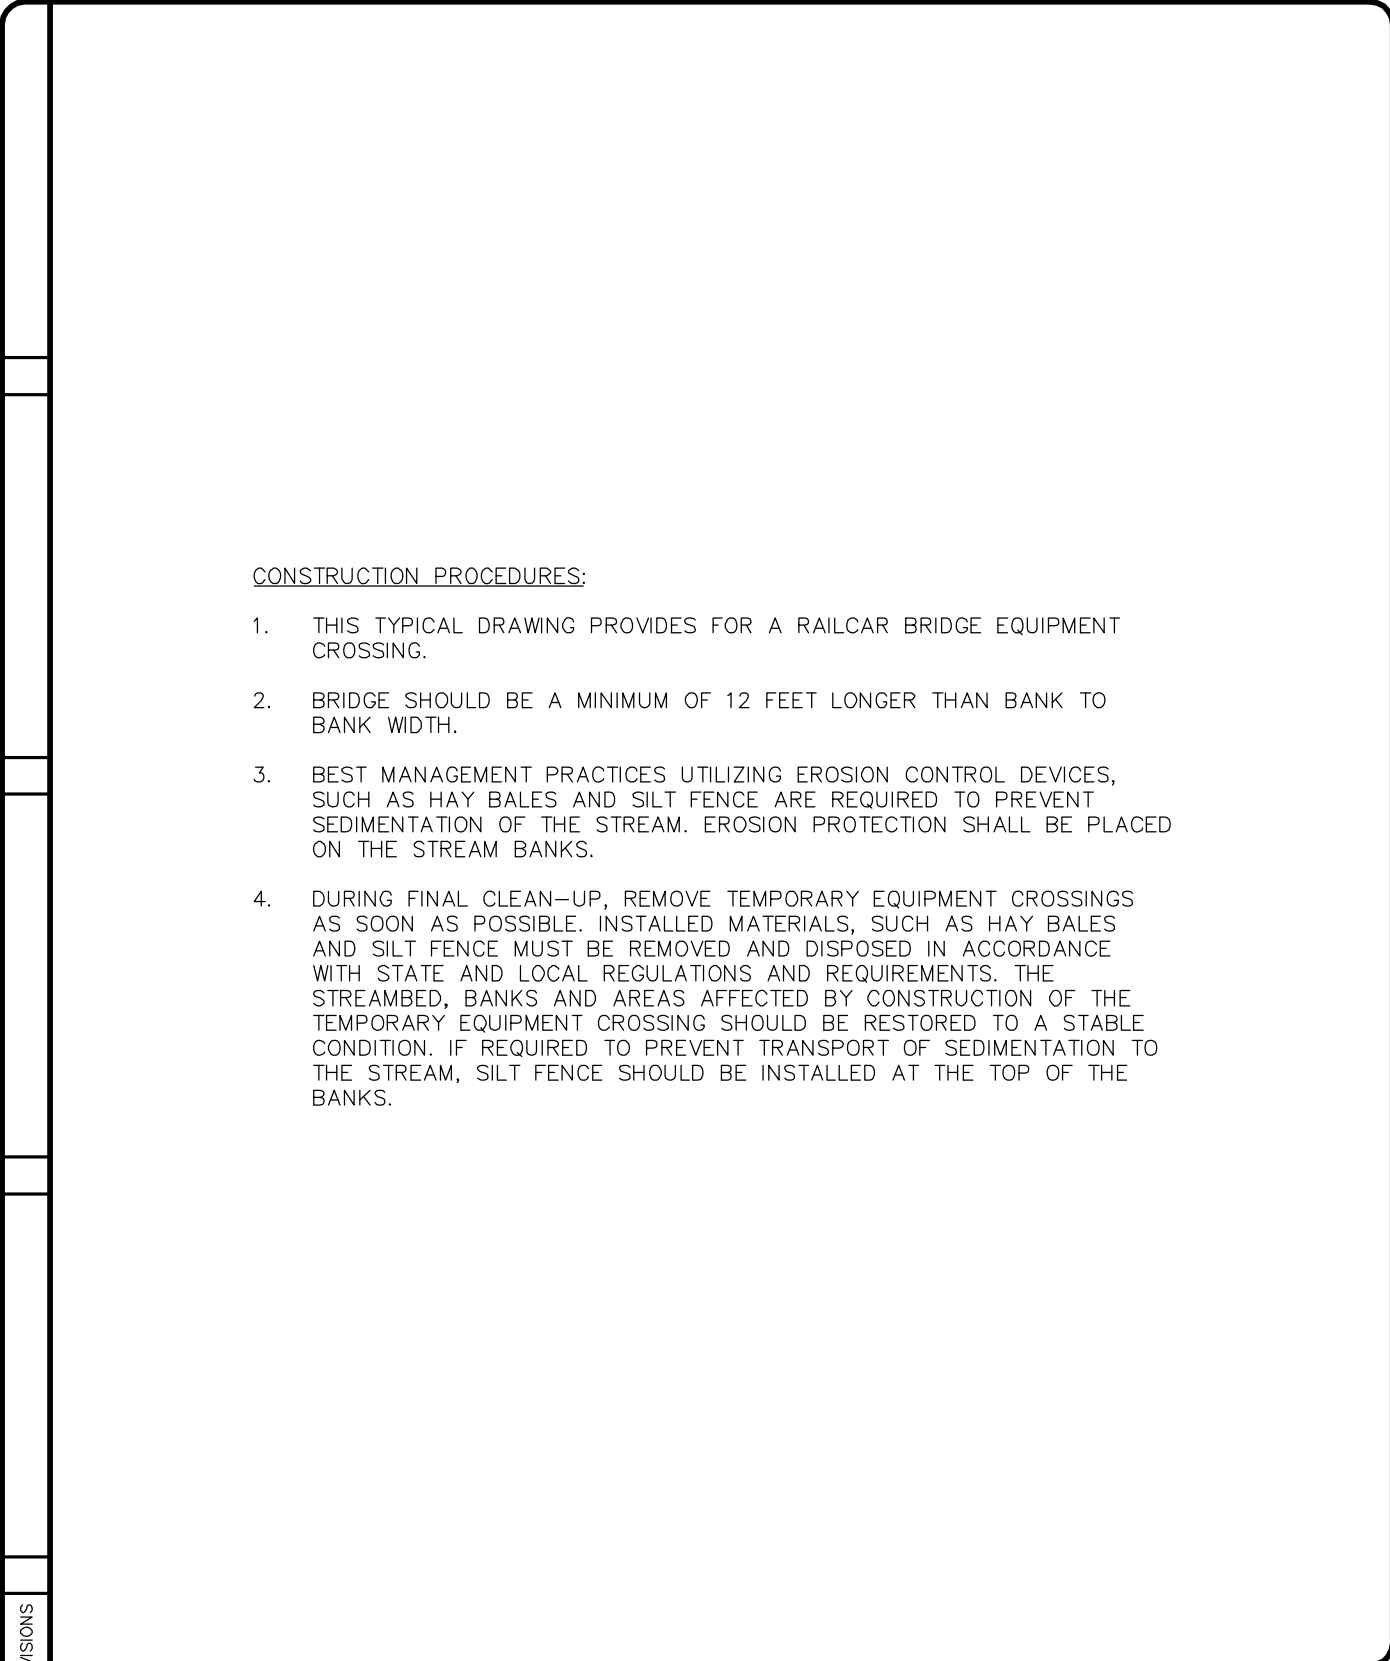 CONSTRUCTION PROCEDURES:
1. THIS TYPICAL DRAWING PROVIDES FOR A RAILCAR BRIDGE EQUIPMENT
CROSSING.
2. BRIDGE SHOULD BE A MINIMUM OF 12 FEET LONGER THAN BANK TO
BANK WIDTH.
3. BEST MANAGEMENT PRACTICES UTILIZING EROSION CONTROL DEVICES,
SUCH AS HAY BALES AND SILT FENCE ARE REQUIRED TO PREVENT
SEDIMENTATION OF THE STREAM. EROSION PROTECTION SHALL BE PLACED
ON THE STREAM BANKS.
4. DURING FINAL CLEAN-UP, REMOVE TEMPORARY EQUIPMENT CROSSINGS
AS SOON AS POSSIBLE. INSTALLED MATERIALS, SUCH AS HAY BALES
AND SILT FENCE MUST BE REMOVED AND DISPOSED IN ACCORDANCE
WITH STATE AND LOCAL REGULATIONS AND REQUIREMENTS. THE
STREAMBED, BANKS AND AREAS AFFECTED BY CONSTRUCTION OF THE
TEMPORARY EQUIPMENT CROSSING SHOULD BE RESTORED TO A STABLE
CONDITION. IF REQUIRED TO PREVENT TRANSPORT OF SEDIMENTATION TO
THE STREAM, SILT FENCE SHOULD BE INSTALLED AT THE TOP OF THE
BANKS.